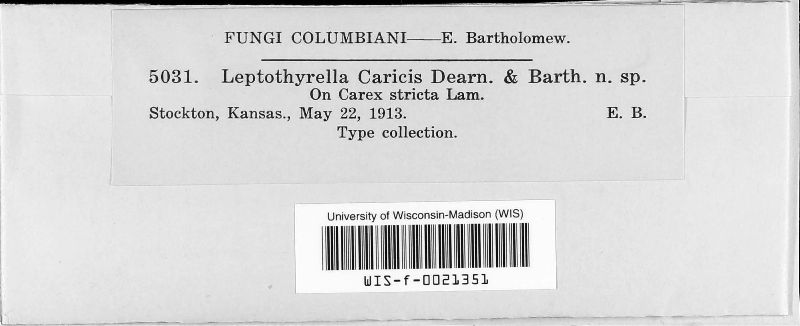 FUNGI COLUMBIANI——E. Bartholomew.
5031. Leptothyrella Caricis Dearn. & Barth. n. sp.
On Carex stricta Lam.
Stockton, Kansas., May 22, 1913. E. B.
Type collection.
University of Wisconsin-Madison (WIS)
WIS-f-0021351